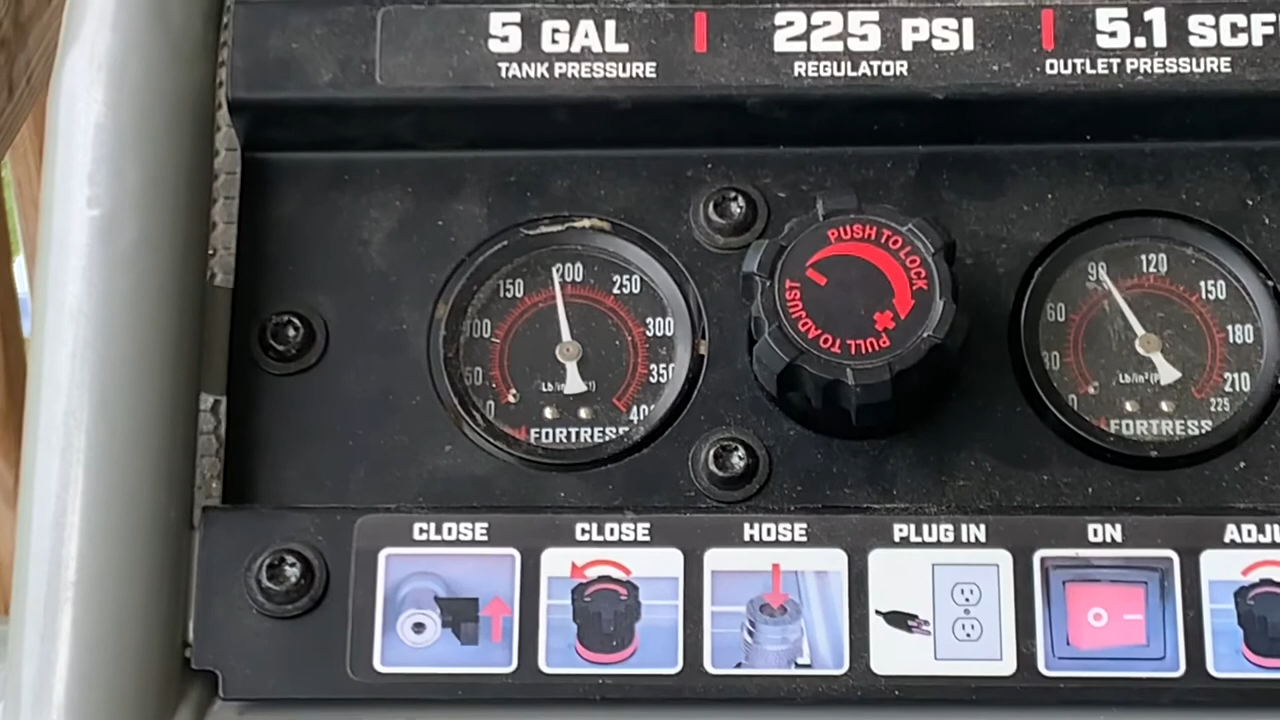 5 GAL 225 PSI 5.1 SCF
TANK PRESSURE REGULATOR OUTLET PRESSURE
0 50 100 150 200 250 300 350 400
Lb/in²
FORTRESS
PUSH TO LOCK
PULL TO ADJUST
0 30 60 90 120 150 180 210 225
Lb/in²
FORTRESS
CLOSE CLOSE HOSE PLUG IN ON ADJU